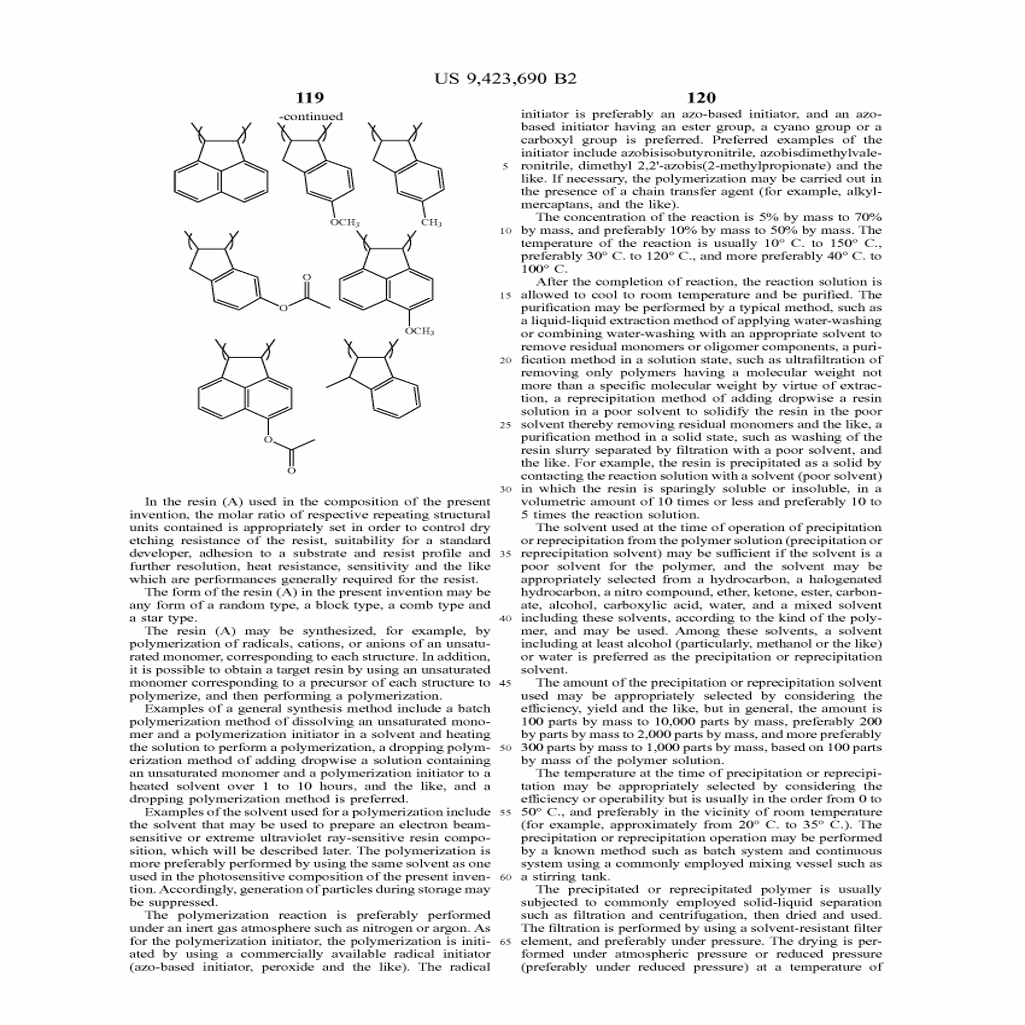 US 9,423,690 B2
119
-continued
OCH3
CH3
O
O
OCH3
O
O
In the resin (A) used in the composition of the present
invention, the molar ratio of respective repeating structural
units contained is appropriately set in order to control dry
etching resistance of the resist, suitability for a standard
developer, adhesion to a substrate and resist profile and
further resolution, heat resistance, sensitivity and the like
which are performances generally required for the resist.
The form of the resin (A) in the present invention may be
any form of a random type, a block type, a comb type and
a star type.
The resin (A) may be synthesized, for example, by
polymerization of radicals, cations, or anions of an unsatu-
rated monomer, corresponding to each structure. In addition,
it is possible to obtain a target resin by using an unsaturated
monomer corresponding to a precursor of each structure to
polymerize, and then performing a polymerization.
Examples of a general synthesis method include a batch
polymerization method of dissolving an unsaturated mono-
mer and a polymerization initiator in a solvent and heating
the solution to perform a polymerization, a dropping polym-
erization method of adding dropwise a solution containing
an unsaturated monomer and a polymerization initiator to a
heated solvent over 1 to 10 hours, and the like, and a
dropping polymerization method is preferred.
Examples of the solvent used for a polymerization include
the solvent that may be used to prepare an electron beam-
sensitive or extreme ultraviolet ray-sensitive resin compo-
sition, which will be described later. The polymerization is
more preferably performed by using the same solvent as one
used in the photosensitive composition of the present inven-
tion. Accordingly, generation of particles during storage may
be suppressed.
The polymerization reaction is preferably performed
under an inert gas atmosphere such as nitrogen or argon. As
for the polymerization initiator, the polymerization is initi-
ated by using a commercially available radical initiator
(azo-based initiator, peroxide and the like). The radical
5
10
15
20
25
30
35
40
45
50
55
60
65
120
initiator is preferably an azo-based initiator, and an azo-
based initiator having an ester group, a cyano group or a
carboxyl group is preferred. Preferred examples of the
initiator include azobisisobutyronitrile, azobisdimethylvale-
ronitrile, dimethyl 2,2'-azobis(2-methylpropionate) and the
like. If necessary, the polymerization may be carried out in
the presence of a chain transfer agent (for example, alkyl-
mercaptans, and the like).
The concentration of the reaction is 5% by mass to 70%
by mass, and preferably 10% by mass to 50% by mass. The
temperature of the reaction is usually 10° C. to 150° C.,
preferably 30° C. to 120° C., and more preferably 40° C. to
100° C.
After the completion of reaction, the reaction solution is
allowed to cool to room temperature and be purified. The
purification may be performed by a typical method, such as
a liquid-liquid extraction method of applying water-washing
or combining water-washing with an appropriate solvent to
remove residual monomers or oligomer components, a puri-
fication method in a solution state, such as ultrafiltration of
removing only polymers having a molecular weight not
more than a specific molecular weight by virtue of extrac-
tion, a reprecipitation method of adding dropwise a resin
solution in a poor solvent to solidify the resin in the poor
solvent thereby removing residual monomers and the like, a
purification method in a solid state, such as washing of the
resin slurry separated by filtration with a poor solvent, and
the like. For example, the resin is precipitated as a solid by
contacting the reaction solution with a solvent (poor solvent)
in which the resin is sparingly soluble or insoluble, in a
volumetric amount of 10 times or less and preferably 10 to
5 times the reaction solution.
The solvent used at the time of operation of precipitation
or reprecipitation from the polymer solution (precipitation or
reprecipitation solvent) may be sufficient if the solvent is a
poor solvent for the polymer, and the solvent may be
appropriately selected from a hydrocarbon, a halogenated
hydrocarbon, a nitro compound, ether, ketone, ester, carbon-
ate, alcohol, carboxylic acid, water, and a mixed solvent
including these solvents, according to the kind of the poly-
mer, and may be used. Among these solvents, a solvent
including at least alcohol (particularly, methanol or the like)
or water is preferred as the precipitation or reprecipitation
solvent.
The amount of the precipitation or reprecipitation solvent
used may be appropriately selected by considering the
efficiency, yield and the like, but in general, the amount is
100 parts by mass to 10,000 parts by mass, preferably 200
by parts by mass to 2,000 parts by mass, and more preferably
300 parts by mass to 1,000 parts by mass, based on 100 parts
by mass of the polymer solution.
The temperature at the time of precipitation or reprecipi-
tation may be appropriately selected by considering the
efficiency or operability but is usually in the order from 0 to
50° C., and preferably in the vicinity of room temperature
(for example, approximately from 20° C. to 35° C.). The
precipitation or reprecipitation operation may be performed
by a known method such as batch system and continuous
system using a commonly employed mixing vessel such as
a stirring tank.
The precipitated or reprecipitated polymer is usually
subjected to commonly employed solid-liquid separation
such as filtration and centrifugation, then dried and used.
The filtration is performed by using a solvent-resistant filter
element, and preferably under pressure. The drying is per-
formed under atmospheric pressure or reduced pressure
(preferably under reduced pressure) at a temperature of